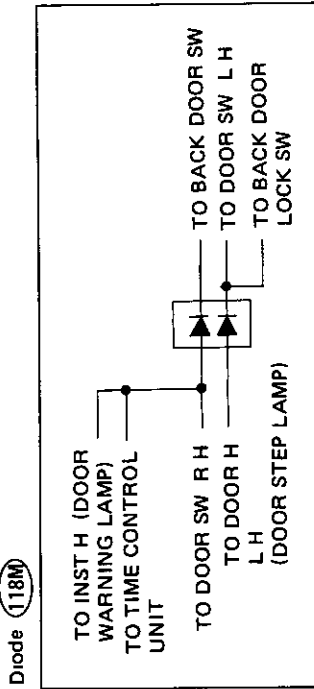 Diode 118M
TO INST H (DOOR
WARNING LAMP)
TO TIME CONTROL
UNIT
TO DOOR SW R H
TO DOOR H
L H
(DOOR STEP LAMP)
TO BACK DOOR SW
TO DOOR SW L H
TO BACK DOOR
LOCK SW